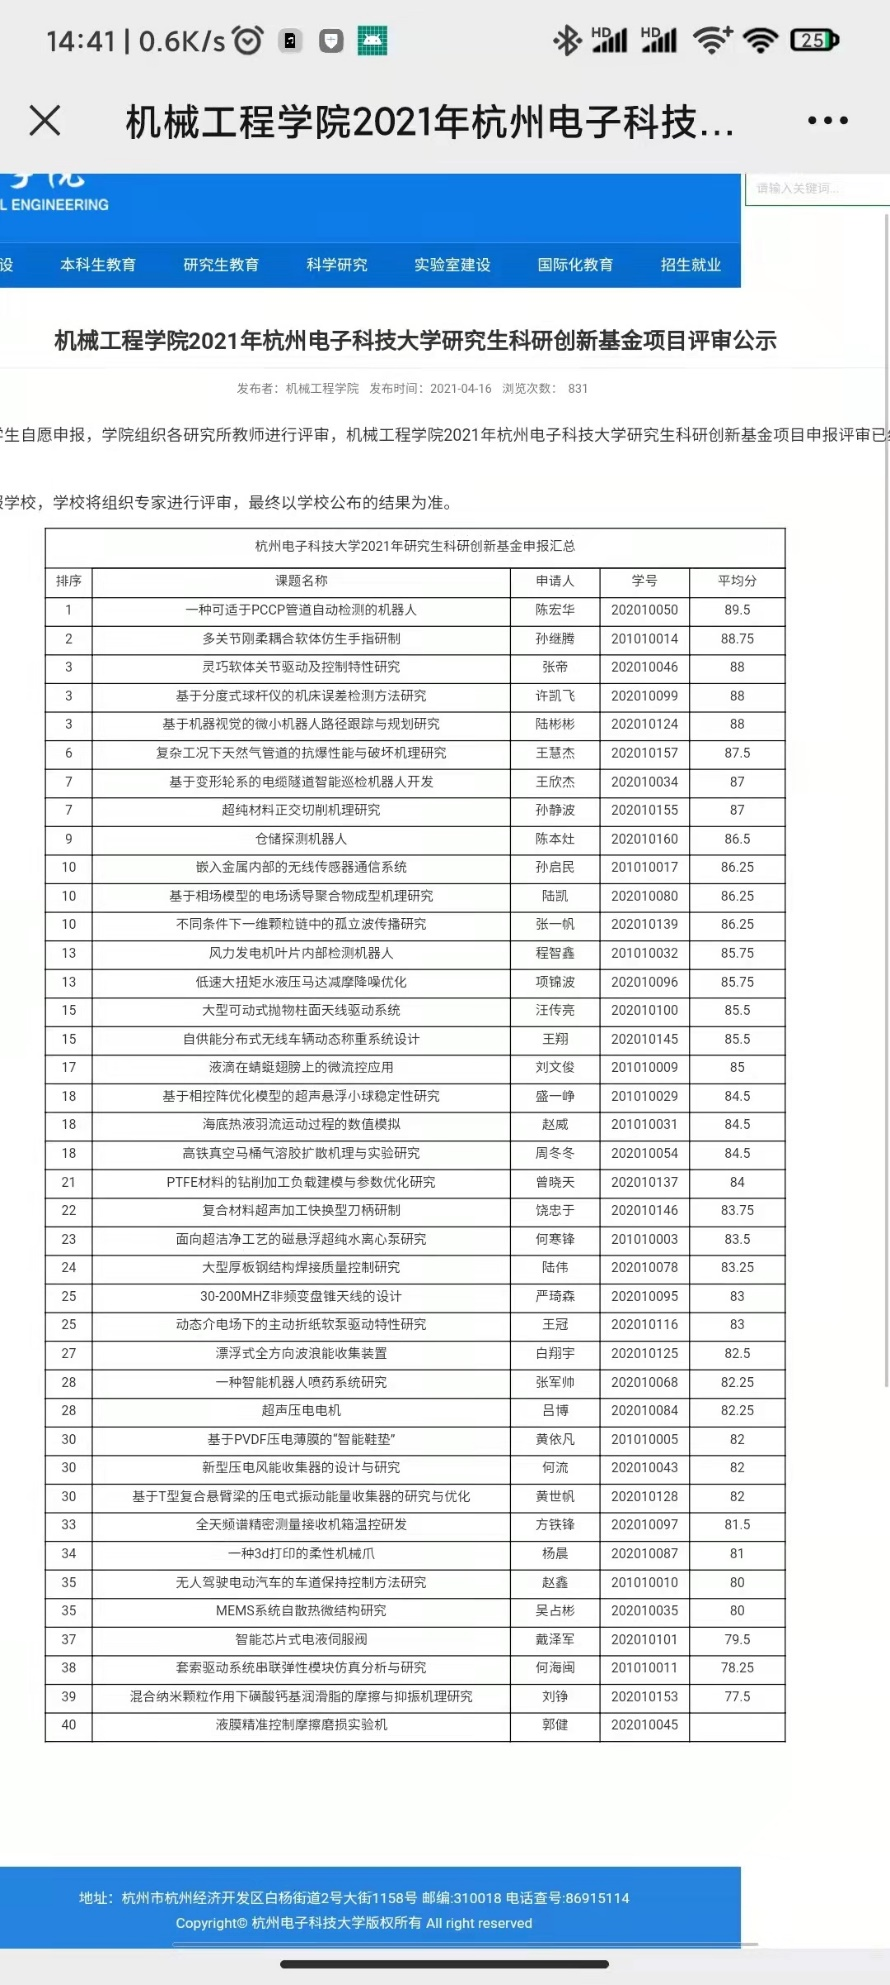 14:41 | 0.6K/s HD HD 25
机械工程学院2021年杭州电子科技...
学院
L ENGINEERING
请输入关键词...
设 本科生教育 研究生教育 科学研究 实验室建设 国际化教育 招生就业
机械工程学院2021年杭州电子科技大学研究生科研创新基金项目评审公示
发布者：机械工程学院 发布时间：2021-04-16 浏览次数： 831
学生自愿申报，学院组织各研究所教师进行评审，机械工程学院2021年杭州电子科技大学研究生科研创新基金项目申报评审已
学校，学校将组织专家进行评审，最终以学校公布的结果为准。
杭州电子科技大学2021年研究生科研创新基金申报汇总
排序 课题名称 申请人 学号 平均分
1 一种可适于PCCP管道自动检测的机器人 陈宏华 202010050 89.5
2 多关节刚柔耦合软体仿生手指研制 孙继腾 201010014 88.75
3 灵巧软体关节驱动及控制特性研究 张帝 202010046 88
3 基于分度式球杆仪的机床误差检测方法研究 许凯飞 202010099 88
3 基于机器视觉的微小机器人路径跟踪与规划研究 陆彬彬 202010124 88
6 复杂工况下天然气管道的抗爆性能与破坏机理研究 王慧杰 202010157 87.5
7 基于变形轮系的电缆隧道智能巡检机器人开发 王欣杰 202010034 87
7 超纯材料正交切削机理研究 孙静波 202010155 87
9 仓储探测机器人 陈本灶 202010160 86.5
10 嵌入金属内部的无线传感器通信系统 孙启民 201010017 86.25
10 基于相场模型的电场诱导聚合物成型机理研究 陆凯 202010080 86.25
10 不同条件下一维颗粒链中的孤立波传播研究 张一帆 202010139 86.25
13 风力发电机叶片内部检测机器人 程智鑫 201010032 85.75
13 低速大扭矩水液压马达减摩降噪优化 项锦波 202010096 85.75
15 大型可动式抛物柱面天线驱动系统 汪传亮 202010100 85.5
15 自供能分布式无线车辆动态称重系统设计 王翔 202010145 85.5
17 液滴在蜻蜓翅膀上的微流控应用 刘文俊 201010009 85
18 基于相控阵优化模型的超声悬浮小球稳定性研究 盛一峥 201010029 84.5
18 海底热液羽流运动过程的数值模拟 赵威 201010031 84.5
18 高铁真空马桶气溶胶扩散机理与实验研究 周冬冬 202010054 84.5
21 PTFE材料的钻削加工负载建模与参数优化研究 曾晓天 202010137 84
22 复合材料超声加工快换型刀柄研制 饶忠于 202010146 83.75
23 面向超洁净工艺的磁悬浮超纯水离心泵研究 何寒锋 201010003 83.5
24 大型厚板钢结构焊接质量控制研究 陆伟 202010078 83.25
25 30-200MHZ非频变盘锥天线的设计 严琦森 202010095 83
25 动态介电场下的主动折纸软泵驱动特性研究 王冠 202010116 83
27 漂浮式全方向波浪能收集装置 白翔宇 202010125 82.5
28 一种智能机器人喷药系统研究 张军帅 202010068 82.25
28 超声压电电机 吕博 202010084 82.25
30 基于PVDF压电薄膜的“智能鞋垫” 黄依凡 201010005 82
30 新型压电风能收集器的设计与研究 何流 202010043 82
30 基于T型复合悬臂梁的压电式振动能量收集器的研究与优化 黄世帆 202010128 82
33 全天频谱精密测量接收机箱温控研发 方铁锋 202010097 81.5
34 一种3d打印的柔性机械爪 杨晨 202010087 81
35 无人驾驶电动汽车的车道保持控制方法研究 赵鑫 201010010 80
35 MEMS系统自散热微结构研究 吴占彬 202010035 80
37 智能芯片式电液伺服阀 戴泽军 202010101 79.5
38 套索驱动系统串联弹性模块仿真分析与研究 何海闽 201010011 78.25
39 混合纳米颗粒作用下磺酸钙基润滑脂的摩擦与抑振机理研究 刘铮 202010153 77.5
40 液膜精准控制摩擦磨损实验机 郭健 202010045
地址：杭州市杭州经济开发区白杨街道2号大街1158号 邮编:310018 电话查号:86915114
Copyright© 杭州电子科技大学版权所有 All right reserved